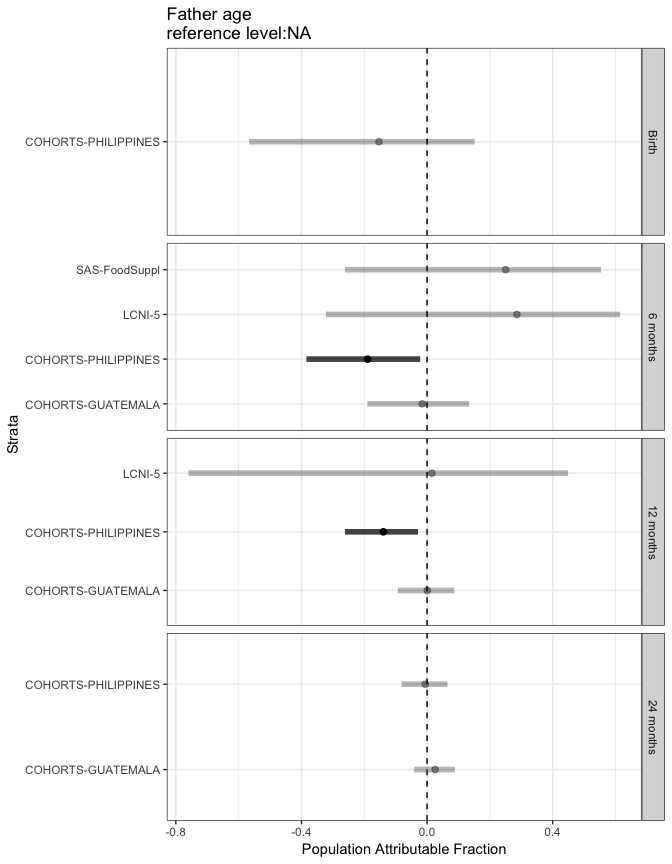 Father age
reference level:NA
Strata
COHORTS-PHILIPPINES
Birth
SAS-FoodSuppl
LCNI-5
COHORTS-PHILIPPINES
COHORTS-GUATEMALA
6 months
LCNI-5
COHORTS-PHILIPPINES
COHORTS-GUATEMALA
12 months
COHORTS-PHILIPPINES
COHORTS-GUATEMALA
24 months
-0.8 -0.4 0.0 0.4
Population Attributable Fraction